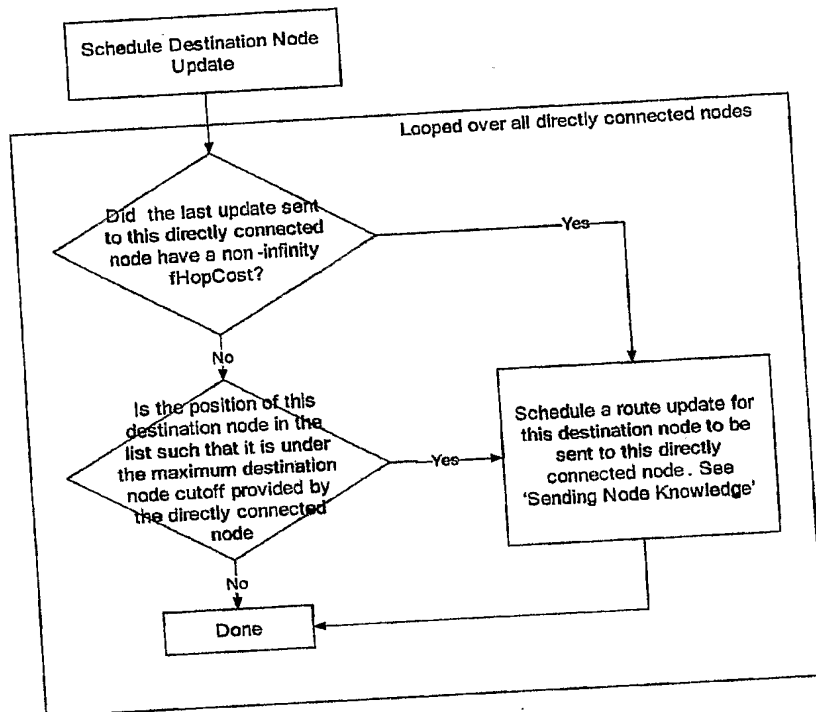 Schedule Destination Node
Update
Looped over all directly connected nodes
Did the last update sent
to this directly connected
node have a non-infinity
fHopCost?
Yes
No
Is the position of this
destination node in the
list such that it is under
the maximum destination
node cutoff provided by
the directly connected
node
Yes
Schedule a route update for
this destination node to be
sent to this directly
connected node. See
'Sending Node Knowledge'
No
Done